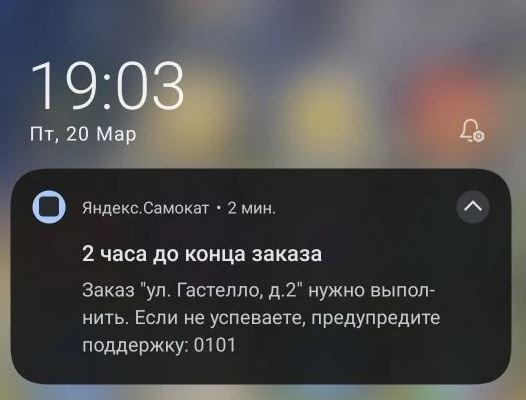 19:03
Пт, 20 Мар
Яндекс.Самокат • 2 мин.
2 часа до конца заказа
Заказ "ул. Гастелло, д.2" нужно выпол-
нить. Если не успеваете, предупредите
поддержку: 0101